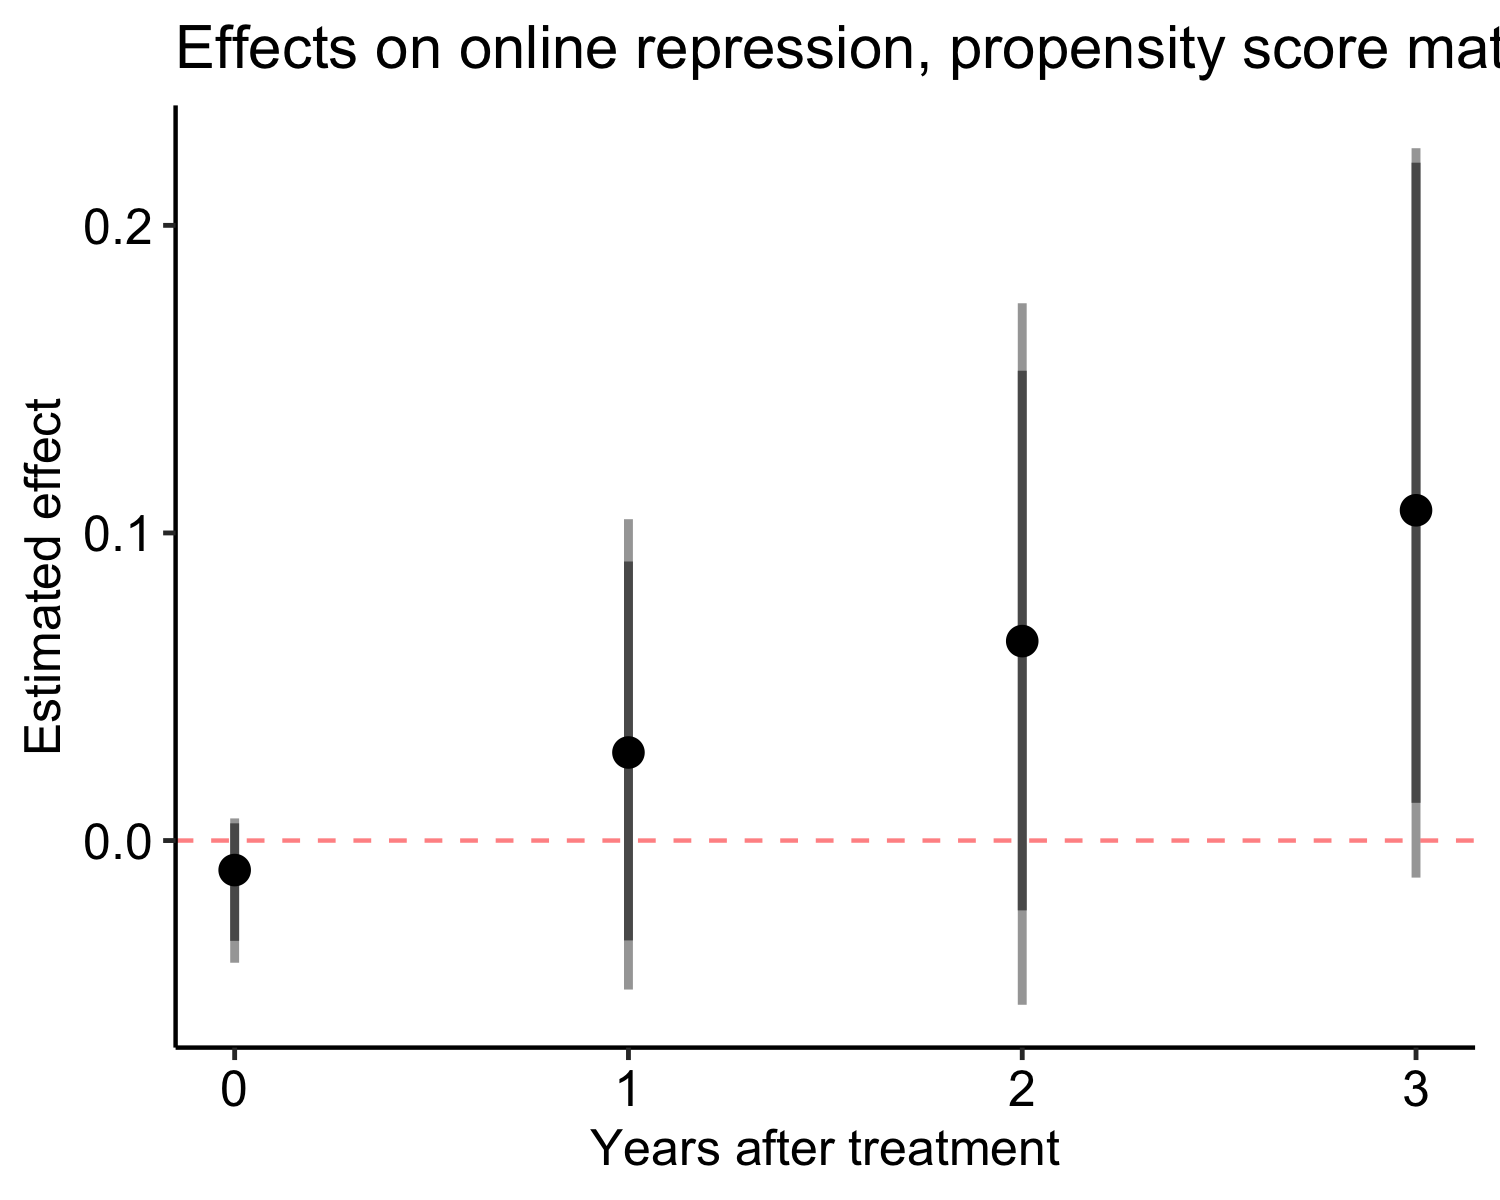 Effects on online repression, propensity score mat
Estimated effect
0.2
0.1
0.0
0 1 2 3
Years after treatment